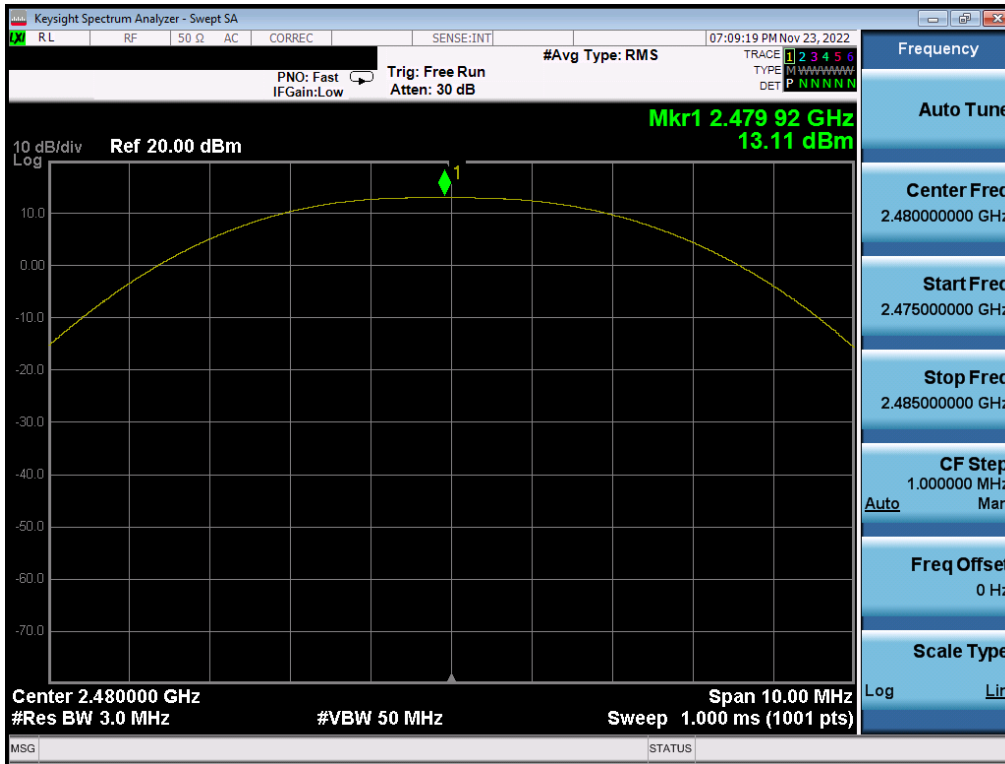 Keysight Spectrum Analyzer - Swept SA
LXI RL RF 50 Ω AC CORREC SENSE:INT 07:09:19 PM Nov 23, 2022
#Avg Type: RMS
TRACE 1 2 3 4 5 6
TYPE M W W W W W
DET P N N N N N
PNO: Fast
IFGain:Low
Trig: Free Run
Atten: 30 dB
Mkr1 2.479 92 GHz
13.11 dBm
10 dB/div
Log
Ref 20.00 dBm
1
10.0
0.00
-10.0
-20.0
-30.0
-40.0
-50.0
-60.0
-70.0
Center 2.480000 GHz
Span 10.00 MHz
#Res BW 3.0 MHz
#VBW 50 MHz
Sweep 1.000 ms (1001 pts)
MSG
STATUS
Frequency
Auto Tune
Center Freq
2.480000000 GHz
Start Freq
2.475000000 GHz
Stop Freq
2.485000000 GHz
CF Step
1.000000 MHz
Auto Man
Freq Offset
0 Hz
Scale Type
Log Lin